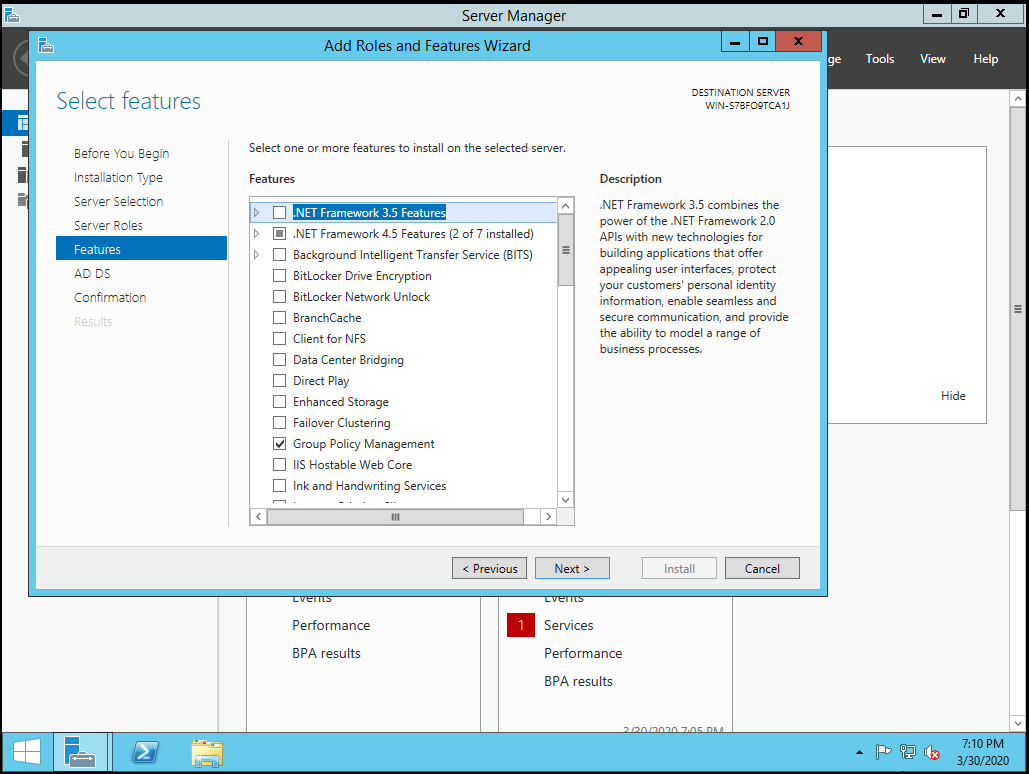 Server Manager
Add Roles and Features Wizard
Tools
View
Help
Select features
DESTINATION SERVER
WIN-S7BFO9TCA1J
Before You Begin
Installation Type
Server Selection
Server Roles
Features
AD DS
Confirmation
Results
Select one or more features to install on the selected server.
Features
.NET Framework 3.5 Features
.NET Framework 4.5 Features (2 of 7 installed)
Background Intelligent Transfer Service (BITS)
BitLocker Drive Encryption
BitLocker Network Unlock
BranchCache
Client for NFS
Data Center Bridging
Direct Play
Enhanced Storage
Failover Clustering
Group Policy Management
IIS Hostable Web Core
Ink and Handwriting Services
Description
.NET Framework 3.5 combines the
power of the .NET Framework 2.0
APIs with new technologies for
building applications that offer
appealing user interfaces, protect
your customers' personal identity
information, enable seamless and
secure communication, and provide
the ability to model a range of
business processes.
Hide
< Previous
Next >
Install
Cancel
Events
Performance
BPA results
Events
1 Services
Performance
BPA results
3/30/2020 7:05 PM
7:10 PM
3/30/2020